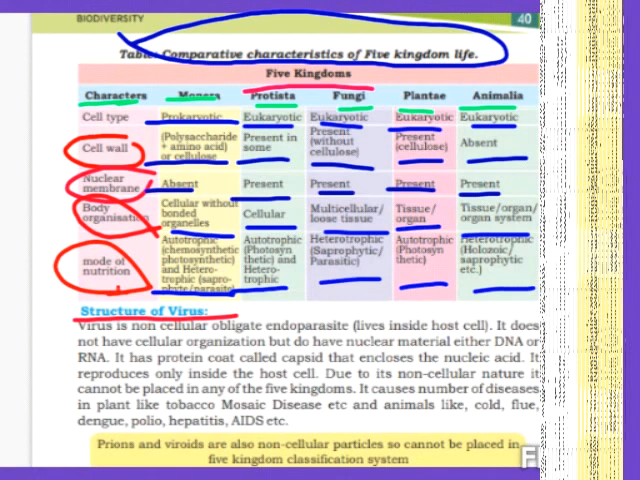 BIODIVERSITY
40
Table: Comparative characteristics of Five kingdom life.
Five Kingdoms
Characters Monera Protista Fungi Plantae Animalia
Cell type Prokaryotic Eukaryotic Eukaryotic Eukaryotic Eukaryotic
Cell wall (Polysaccharide + amino acid) or cellulose Present in some Present (without cellulose) Present (cellulose) Absent
Nuclear membrane Absent Present Present Present Present
Body organisation Cellular without bonded organelles Cellular Multicellular/ loose tissue Tissue/ organ Tissue/organ/ organ system
mode of nutrition Autotrophic (chemosynthetic photosynthetic) and Hetero- trophic (sapro- phyte/parasite) Autotrophic (Photosyn thetic) and Hetero- trophic Heterotrophic (Saprophytic/ Parasitic) Autotrophic (Photosyn thetic) Heterotrophic (Holozoic/ saprophytic etc.)
Structure of Virus:
Virus is non cellular obligate endoparasite (lives inside host cell). It does
not have cellular organization but do have nuclear material either DNA or
RNA. It has protein coat called capsid that encloses the nucleic acid. It
reproduces only inside the host cell. Due to its non-cellular nature it
cannot be placed in any of the five kingdoms. It causes number of diseases
in plant like tobacco Mosaic Disease etc and animals like, cold, flue,
dengue, polio, hepatitis, AIDS etc.
Prions and viroids are also non-cellular particles so cannot be placed in
five kingdom classification system